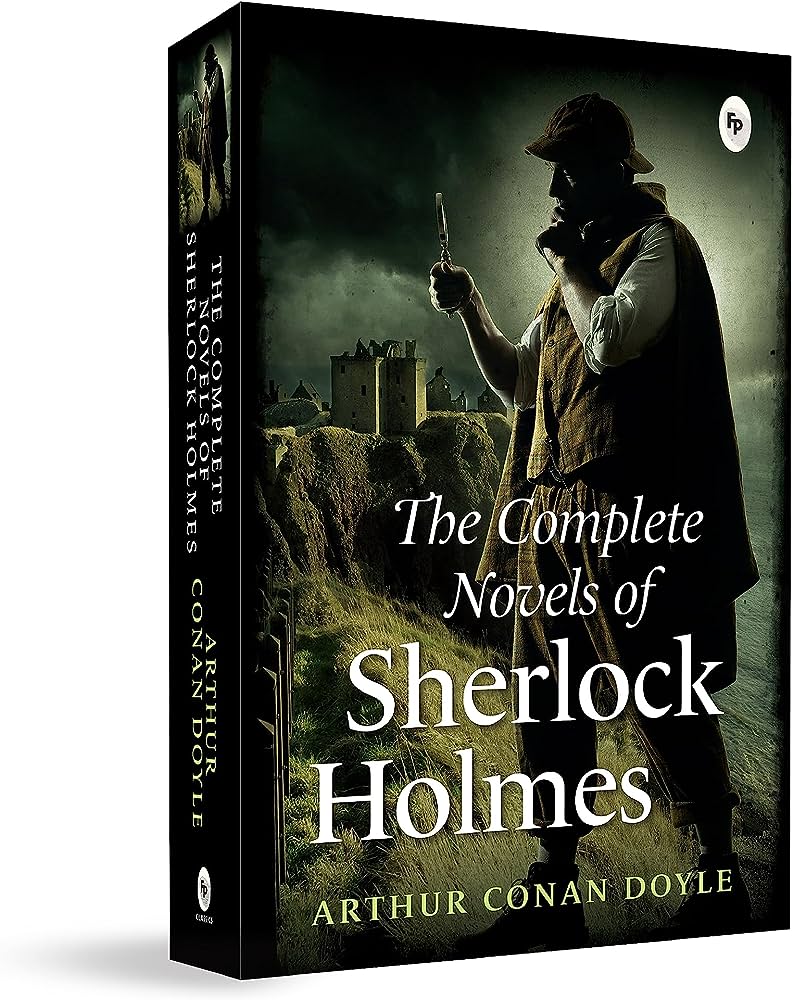 THE COMPLETE
NOVELS OF
SHERLOCK HOLMES
ARTHUR
CONAN DOYLE
FP
CLASSICS
FP
The Complete
Novels of
Sherlock
Holmes
ARTHUR CONAN DOYLE